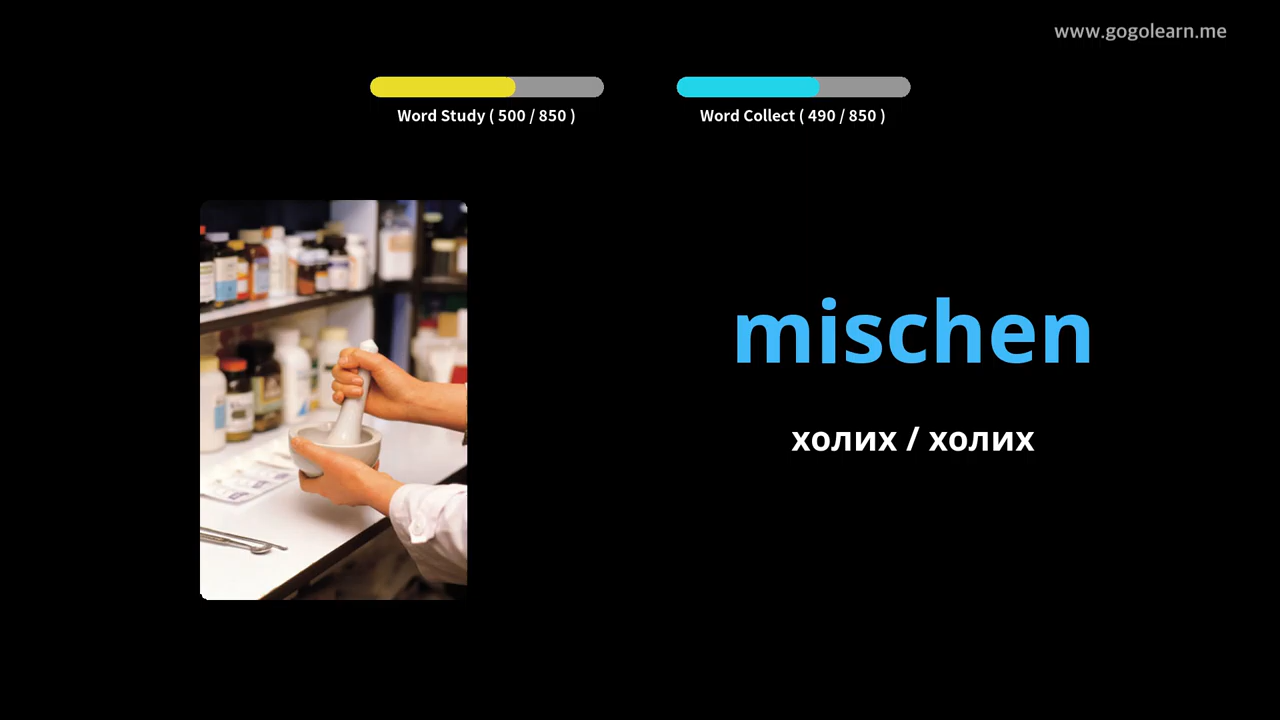 www.gogolearn.me
Word Study ( 500 / 850 )
Word Collect ( 490 / 850 )
mischen
холих / холих